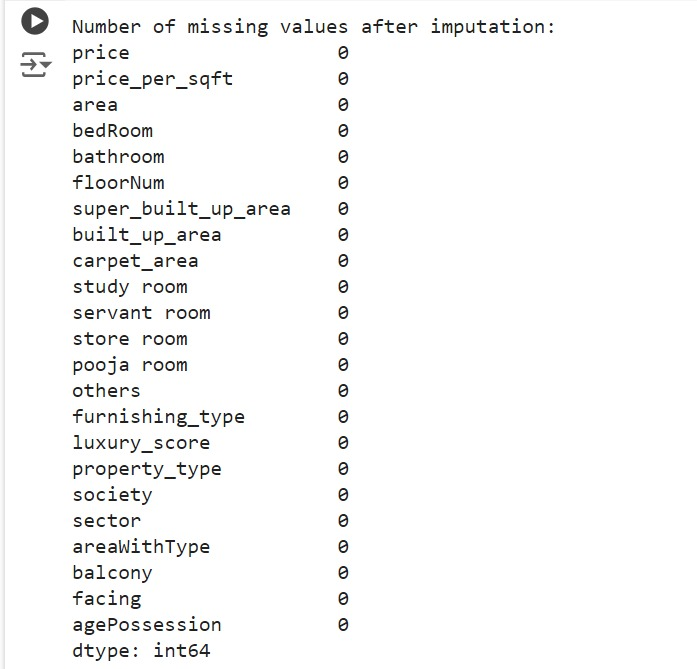 Number of missing values after imputation:
price 0
price_per_sqft 0
area 0
bedRoom 0
bathroom 0
floorNum 0
super_built_up_area 0
built_up_area 0
carpet_area 0
study room 0
servant room 0
store room 0
pooja room 0
others 0
furnishing_type 0
luxury_score 0
property_type 0
society 0
sector 0
areaWithType 0
balcony 0
facing 0
agePossession 0
dtype: int64